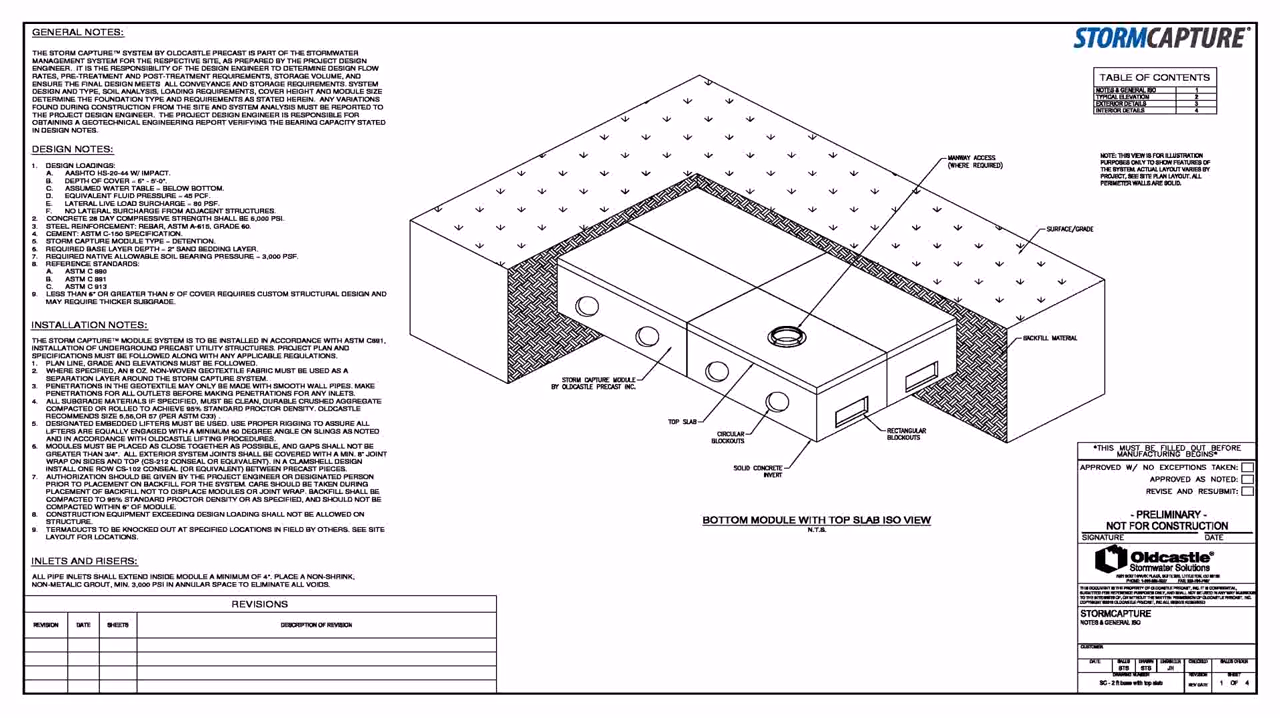 GENERAL NOTES:
THE STORM CAPTURE™ SYSTEM BY OLDCASTLE PRECAST IS PART OF THE STORMWATER
MANAGEMENT SYSTEM FOR THE RESPECTIVE SITE, AS PREPARED BY THE PROJECT DESIGN
ENGINEER. IT IS THE RESPONSIBILITY OF THE DESIGN ENGINEER TO DETERMINE DESIGN FLOW
RATES, PRE-TREATMENT AND POST-TREATMENT REQUIREMENTS, STORAGE VOLUME, AND
ENSURE THE FINAL DESIGN MEETS ALL CONVEYANCE AND STORAGE REQUIREMENTS. SYSTEM
DESIGN AND TYPE, SOIL ANALYSIS, LOADING REQUIREMENTS, COVER HEIGHT AND MODULE SIZE
DETERMINE THE FOUNDATION TYPE AND REQUIREMENTS AS STATED HEREIN. ANY VARIATIONS
FOUND DURING CONSTRUCTION FROM THE SITE AND SYSTEM ANALYSIS MUST BE REPORTED TO
THE PROJECT DESIGN ENGINEER. THE PROJECT DESIGN ENGINEER IS RESPONSIBLE FOR
OBTAINING A GEOTECHNICAL ENGINEERING REPORT VERIFYING THE BEARING CAPACITY STATED
IN DESIGN NOTES.
DESIGN NOTES:
1. DESIGN LOADINGS:
A. AASHTO HS-20-44 W/ IMPACT.
B. DEPTH OF COVER = 6" - 5'-0".
C. ASSUMED WATER TABLE = BELOW BOTTOM.
D. EQUIVALENT FLUID PRESSURE = 45 PCF.
E. LATERAL LIVE LOAD SURCHARGE = 80 PSF.
F. NO LATERAL SURCHARGE FROM ADJACENT STRUCTURES.
2. CONCRETE 28 DAY COMPRESSIVE STRENGTH SHALL BE 6,000 PSI.
3. STEEL REINFORCEMENT: REBAR, ASTM A-615, GRADE 60.
4. CEMENT: ASTM C-150 SPECIFICATION.
5. STORM CAPTURE MODULE TYPE = DETENTION.
6. REQUIRED BASE LAYER DEPTH = 2" SAND BEDDING LAYER.
7. REQUIRED NATIVE ALLOWABLE SOIL BEARING PRESSURE = 3,000 PSF.
8. REFERENCE STANDARDS:
A. ASTM C 890
B. ASTM C 891
C. ASTM C 913
9. LESS THAN 6" OR GREATER THAN 5' OF COVER REQUIRES CUSTOM STRUCTURAL DESIGN AND
MAY REQUIRE THICKER SUBGRADE.
INSTALLATION NOTES:
THE STORM CAPTURE™ MODULE SYSTEM IS TO BE INSTALLED IN ACCORDANCE WITH ASTM C891,
INSTALLATION OF UNDERGROUND PRECAST UTILITY STRUCTURES. PROJECT PLAN AND
SPECIFICATIONS MUST BE FOLLOWED ALONG WITH ANY APPLICABLE REGULATIONS.
1. PLAN LINE, GRADE AND ELEVATIONS MUST BE FOLLOWED.
2. WHERE SPECIFIED, AN 8 OZ. NON-WOVEN GEOTEXTILE FABRIC MUST BE USED AS A
SEPARATION LAYER AROUND THE STORM CAPTURE SYSTEM.
3. PENETRATIONS IN THE GEOTEXTILE MAY ONLY BE MADE WITH SMOOTH WALL PIPES. MAKE
PENETRATIONS FOR ALL OUTLETS BEFORE MAKING PENETRATIONS FOR ANY INLETS.
4. ALL SUBGRADE MATERIALS IF SPECIFIED, MUST BE CLEAN, DURABLE CRUSHED AGGREGATE
COMPACTED OR ROLLED TO ACHIEVE 95% STANDARD PROCTOR DENSITY. OLDCASTLE
RECOMMENDS SIZE 5,56,OR 57 (PER ASTM C33) .
5. DESIGNATED EMBEDDED LIFTERS MUST BE USED. USE PROPER RIGGING TO ASSURE ALL
LIFTERS ARE EQUALLY ENGAGED WITH A MINIMUM 60 DEGREE ANGLE ON SLINGS AS NOTED
AND IN ACCORDANCE WITH OLDCASTLE LIFTING PROCEDURES.
6. MODULES MUST BE PLACED AS CLOSE TOGETHER AS POSSIBLE, AND GAPS SHALL NOT BE
GREATER THAN 3/4". ALL EXTERIOR SYSTEM JOINTS SHALL BE COVERED WITH A MIN. 8" JOINT
WRAP ON SIDES AND TOP (CS-212 CONSEAL OR EQUIVALENT). IN A CLAMSHELL DESIGN
INSTALL ONE ROW CS-102 CONSEAL (OR EQUIVALENT) BETWEEN PRECAST PIECES.
7. AUTHORIZATION SHOULD BE GIVEN BY THE PROJECT ENGINEER OR DESIGNATED PERSON
PRIOR TO PLACEMENT ON BACKFILL FOR THE SYSTEM. CARE SHOULD BE TAKEN DURING
PLACEMENT OF BACKFILL NOT TO DISPLACE MODULES OR JOINT WRAP. BACKFILL SHALL BE
COMPACTED TO 95% STANDARD PROCTOR DENSITY OR AS SPECIFIED, AND SHOULD NOT BE
COMPACTED WITHIN 6" OF MODULE.
8. CONSTRUCTION EQUIPMENT EXCEEDING DESIGN LOADING SHALL NOT BE ALLOWED ON
STRUCTURE.
9. TERMADUCTS TO BE KNOCKED OUT AT SPECIFIED LOCATIONS IN FIELD BY OTHERS. SEE SITE
LAYOUT FOR LOCATIONS.
INLETS AND RISERS:
ALL PIPE INLETS SHALL EXTEND INSIDE MODULE A MINIMUM OF 4". PLACE A NON-SHRINK,
NON-METALIC GROUT, MIN. 3,000 PSI IN ANNULAR SPACE TO ELIMINATE ALL VOIDS.
REVISIONS
REVISION DATE SHEETS DESCRIPTION OF REVISION
MANWAY ACCESS
(WHERE REQUIRED)
SURFACE/GRADE
BACKFILL MATERIAL
STORM CAPTURE MODULE
BY OLDCASTLE PRECAST INC.
TOP SLAB
CIRCULAR
BLOCKOUTS
RECTANGULAR
BLOCKOUTS
SOLID CONCRETE
INVERT
BOTTOM MODULE WITH TOP SLAB ISO VIEW
N.T.S.
STORMCAPTURE®
TABLE OF CONTENTS
NOTES & GENERAL ISO 1
TYPICAL ELEVATION 2
EXTERIOR DETAILS 3
INTERIOR DETAILS 4
NOTE: THIS VIEW IS FOR ILLUSTRATION
PURPOSES ONLY TO SHOW FEATURES OF
THE SYSTEM. ACTUAL LAYOUT VARIES BY
PROJECT, SEE SITE PLAN LAYOUT. ALL
PERIMETER WALLS ARE SOLID.
*THIS MUST BE FILLED OUT BEFORE
MANUFACTURING BEGINS*
APPROVED W/ NO EXCEPTIONS TAKEN:
APPROVED AS NOTED:
REVISE AND RESUBMIT:
- PRELIMINARY -
NOT FOR CONSTRUCTION
SIGNATURE DATE
Oldcastle®
Stormwater Solutions
STORMCAPTURE
NOTES & GENERAL ISO
CUSTOMER
DATE SALES DRAWN ENGINEER CHECKED SALES ORDER
STS STS JH
DRAWING NUMBER REVISION SHEET
SC - 2 ft base with top slab REV DATE 1 OF 4